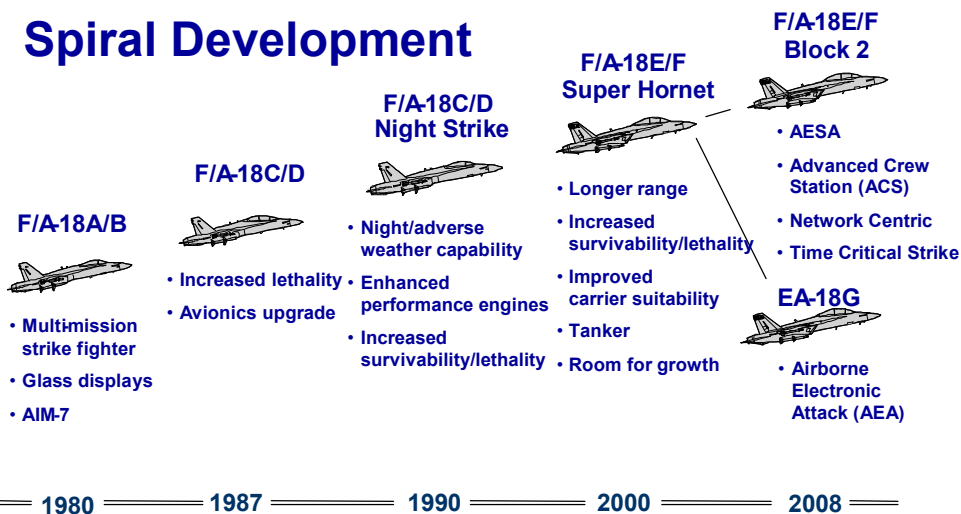 Spiral Development
F/A-18A/B
• Multi-mission
strike fighter
• Glass displays
• AIM-7
F/A-18C/D
• Increased lethality
• Avionics upgrade
F/A-18C/D
Night Strike
• Night/adverse
weather capability
• Enhanced
performance engines
• Increased
survivability/lethality
F/A-18E/F
Super Hornet
• Longer range
• Increased
survivability/lethality
• Improved
carrier suitability
• Tanker
• Room for growth
F/A-18E/F
Block 2
• AESA
• Advanced Crew
Station (ACS)
• Network Centric
• Time Critical Strike
EA-18G
• Airborne
Electronic
Attack (AEA)
1980
1987
1990
2000
2008